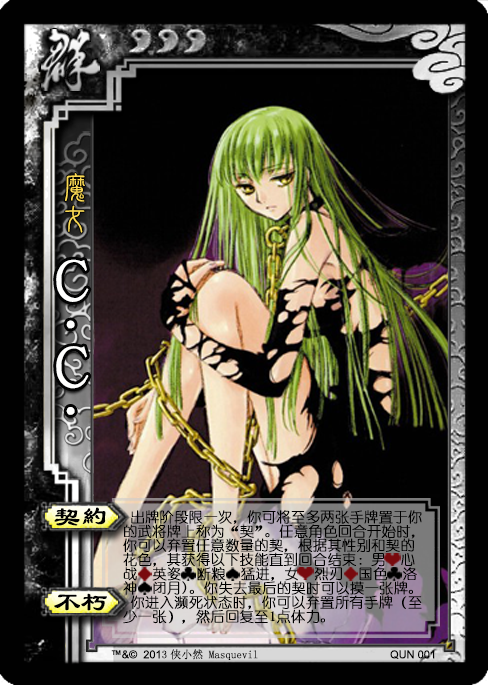 群
魔女
C.C.
契約
出牌阶段限一次，你可将至多两张手牌置于你
的武将牌上称为“契”。任意角色回合开始时，
你可以弃置任意数量的契，根据其性别和契的
花色，其获得以下技能直到回合结束：男♥心
战♦英姿♣断粮♠猛进，女♥烈刃♦国色♣洛
神♠闭月）。你失去最后的契时可以摸一张牌。
不朽
你进入濒死状态时，你可以弃置所有手牌（至
少一张），然后回复至1点体力。
™&© 2013 侠小然 Masquevil
QUN 001